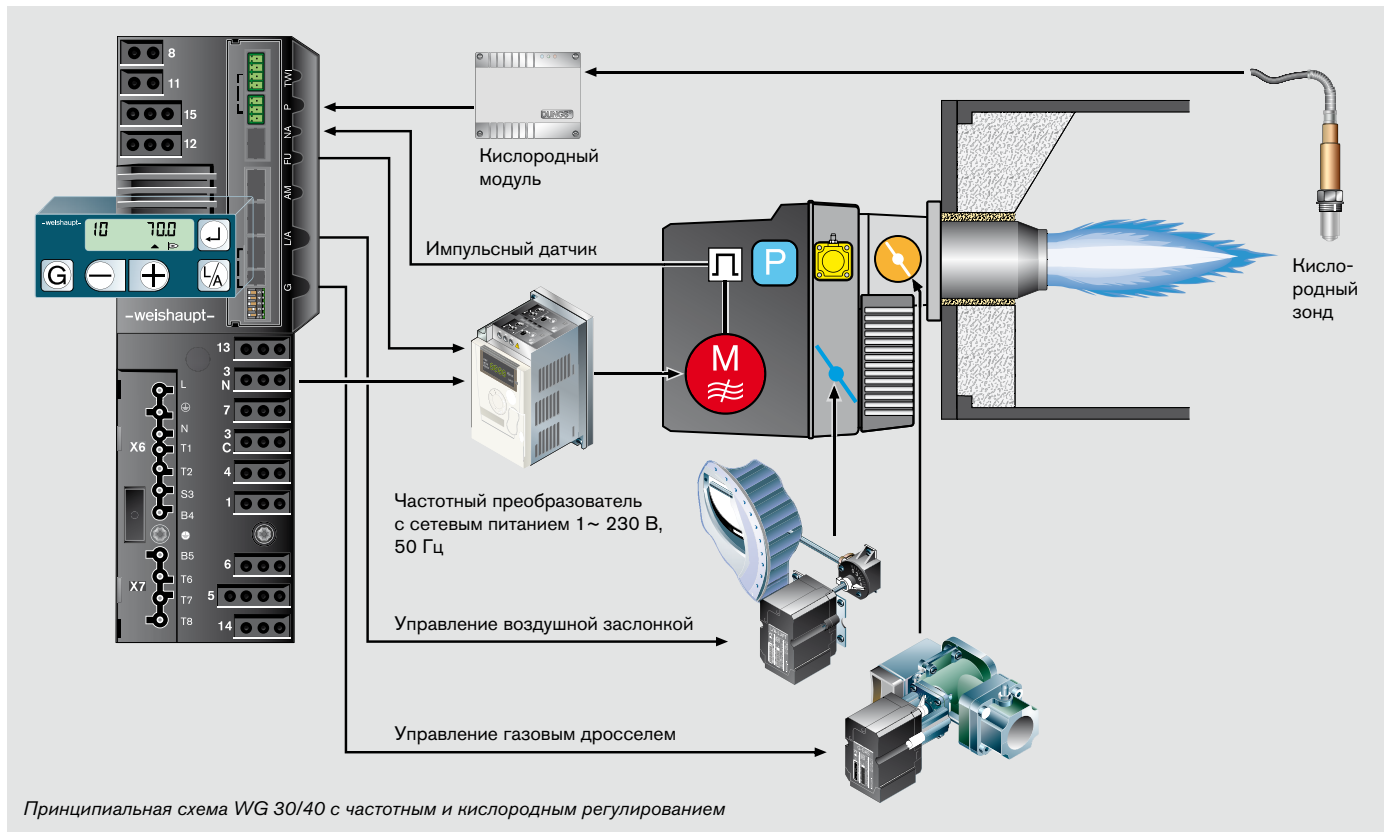 8
11
15
12
TWI
P
NA
FU
AM
L/A
G
-weishaupt-
10 70.0
G
L/A
-weishaupt-
DUNGS
Кислородный
модуль
Импульсный датчик
P
M
Кисло-
родный
зонд
13
3
N
7
3
C
4
1
6
5
14
X6
L
N
T1
T2
S3
B4
X7
B5
T6
T7
T8
Частотный преобразователь
с сетевым питанием 1~ 230 В,
50 Гц
Управление воздушной заслонкой
Управление газовым дросселем
Принципиальная схема WG 30/40 с частотным и кислородным регулированием